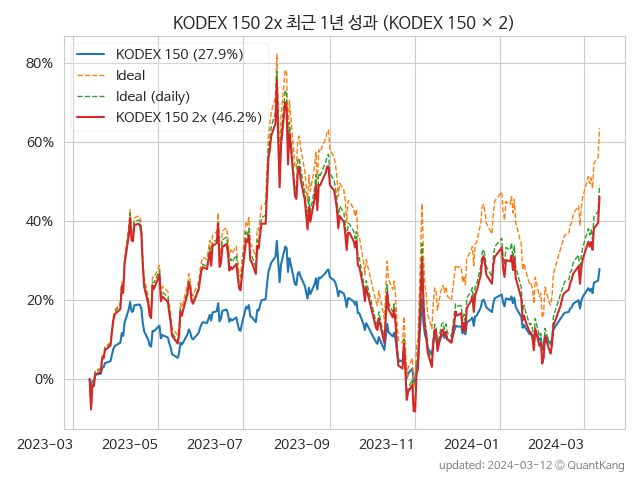 KODEX 150 2x 최근 1년 성과 (KODEX 150 × 2)
KODEX 150 (27.9%)
Ideal
Ideal (daily)
KODEX 150 2x (46.2%)
80%
60%
40%
20%
0%
2023-03
2023-05
2023-07
2023-09
2023-11
2024-01
2024-03
updated: 2024-03-12 © QuantKang